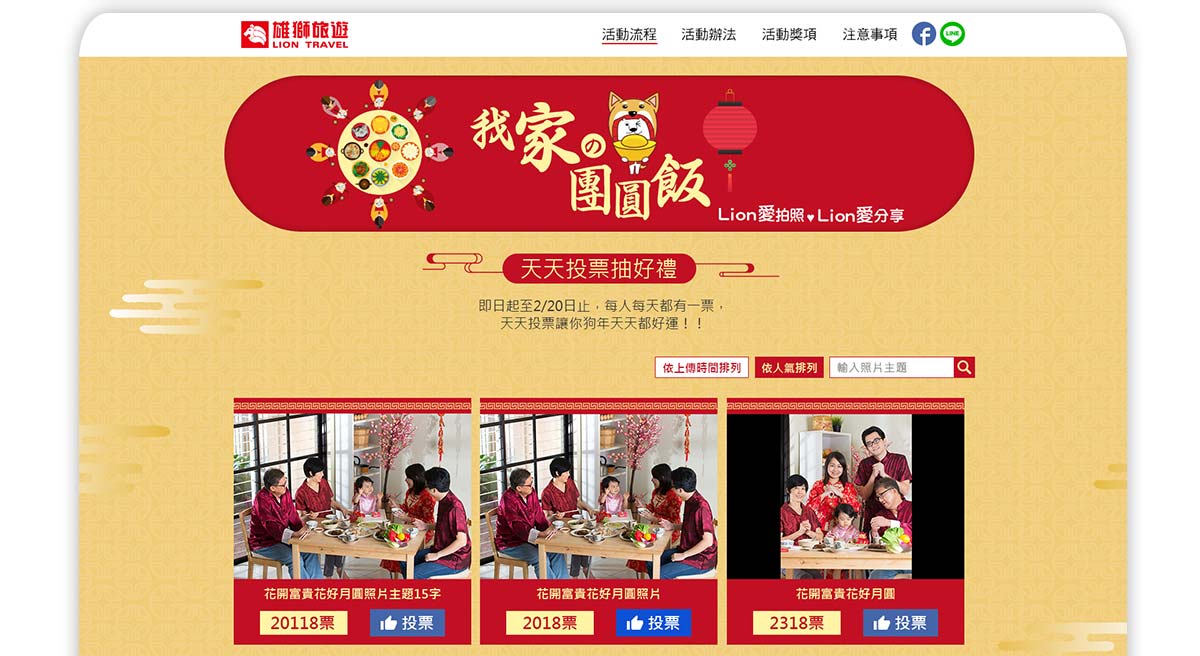 雄獅旅遊
LION TRAVEL
活動流程 活動辦法 活動獎項 注意事項
f LINE
我家の
團圓飯
Lion愛拍照♥Lion愛分享
天天投票抽好禮
即日起至2/20日止，每人每天都有一票，
天天投票讓你狗年天天都好運！！
依上傳時間排列 依人氣排列 輸入照片主題
花開富貴花好月圓照片主題15字
20118票 投票
花開富貴花好月圓照片
2018票 投票
花開富貴花好月圓
2318票 投票